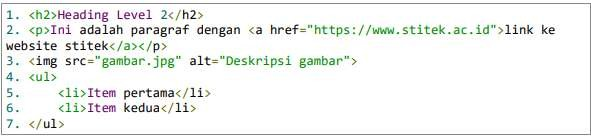 1. <h2>Heading Level 2</h2>
2. <p>Ini adalah paragraf dengan <a href="https://www.stitek.ac.id">link ke
website stitek</a></p>
3. <img src="gambar.jpg" alt="Deskripsi gambar">
4. <ul>
5.     <li>Item pertama</li>
6.     <li>Item kedua</li>
7. </ul>